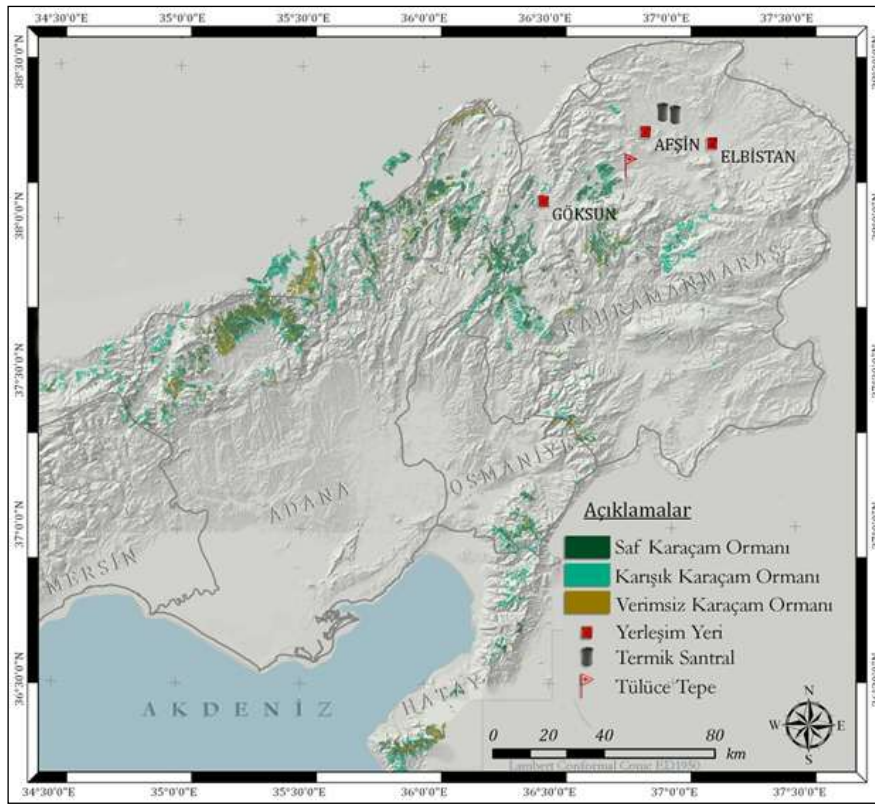 34°30'0"E 35°0'0"E 35°30'0"E 36°0'0"E 36°30'0"E 37°0'0"E 37°30'0"E
38°30'0"N
38°0'0"N
37°30'0"N
37°0'0"N
36°30'0"N
AFŞİN
ELBİSTAN
GÖKSUN
KAHRAMANMARAŞ
OSMANİYE
ADANA
MERSİN
HATAY
AKDENİZ
Açıklamalar
Saf Karaçam Ormanı
Karışık Karaçam Ormanı
Verimsiz Karaçam Ormanı
Yerleşim Yeri
Termik Santral
Tülüce Tepe
N
W E
S
0 20 40 60 80
km
Lambert Conformal Conic ED1950
34°30'0"E 35°0'0"E 35°30'0"E 36°0'0"E 36°30'0"E 37°0'0"E 37°30'0"E